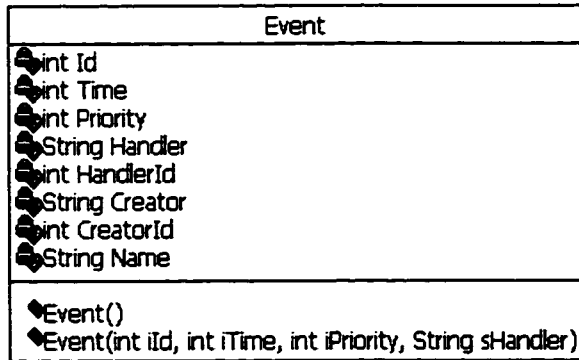 Event
int Id
int Time
int Priority
String Handler
int HandlerId
String Creator
int CreatorId
String Name
Event()
Event(int iId, int iTime, int iPriority, String sHandler)